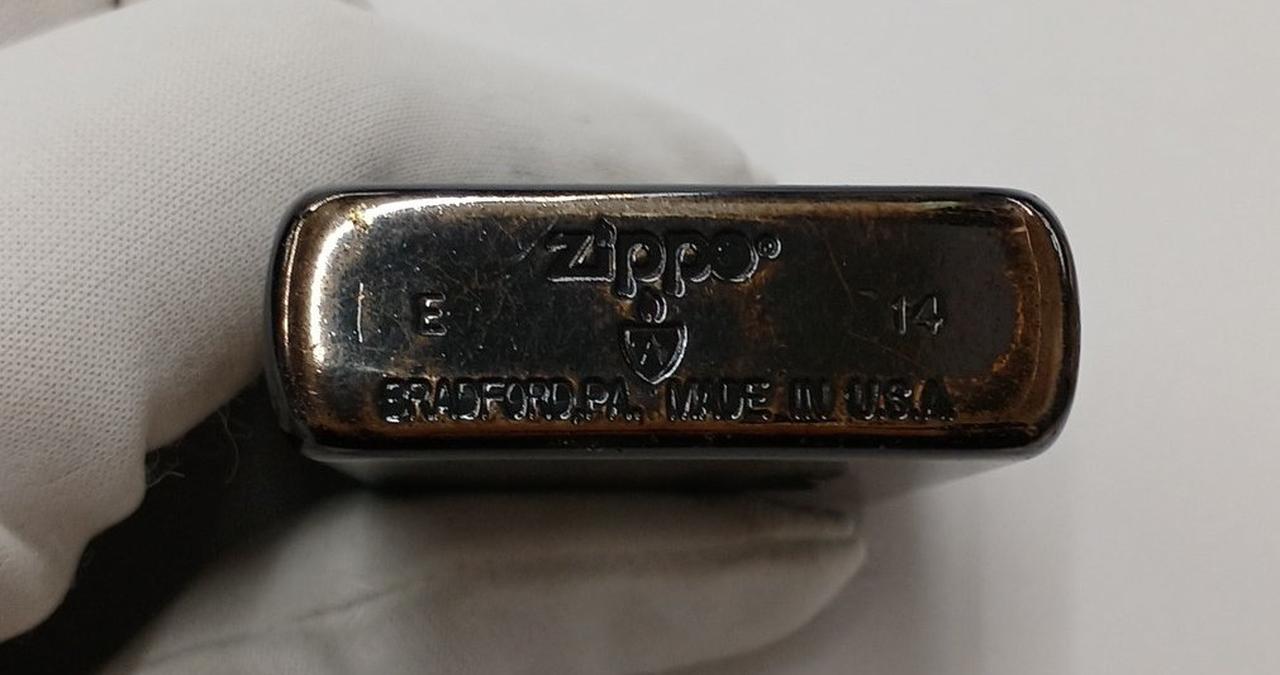 zippo®
E 14
A
BRADFORD,PA. MADE IN U.S.A.